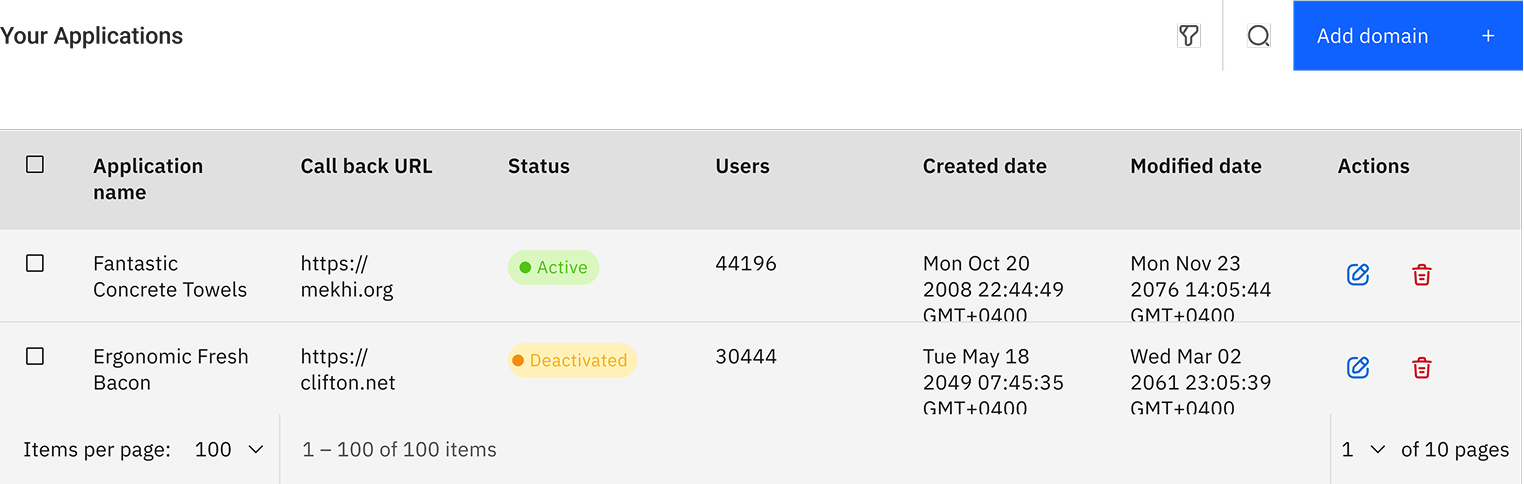 Your Applications
Add domain +
Application name
Call back URL
Status
Users
Created date
Modified date
Actions
Fantastic
Concrete Towels
https://
mekhi.org
Active
44196
Mon Oct 20
2008 22:44:49
GMT+0400
Mon Nov 23
2076 14:05:44
GMT+0400
Ergonomic Fresh
Bacon
https://
clifton.net
Deactivated
30444
Tue May 18
2049 07:45:35
GMT+0400
Wed Mar 02
2061 23:05:39
GMT+0400
Items per page: 100
1 – 100 of 100 items
1 of 10 pages